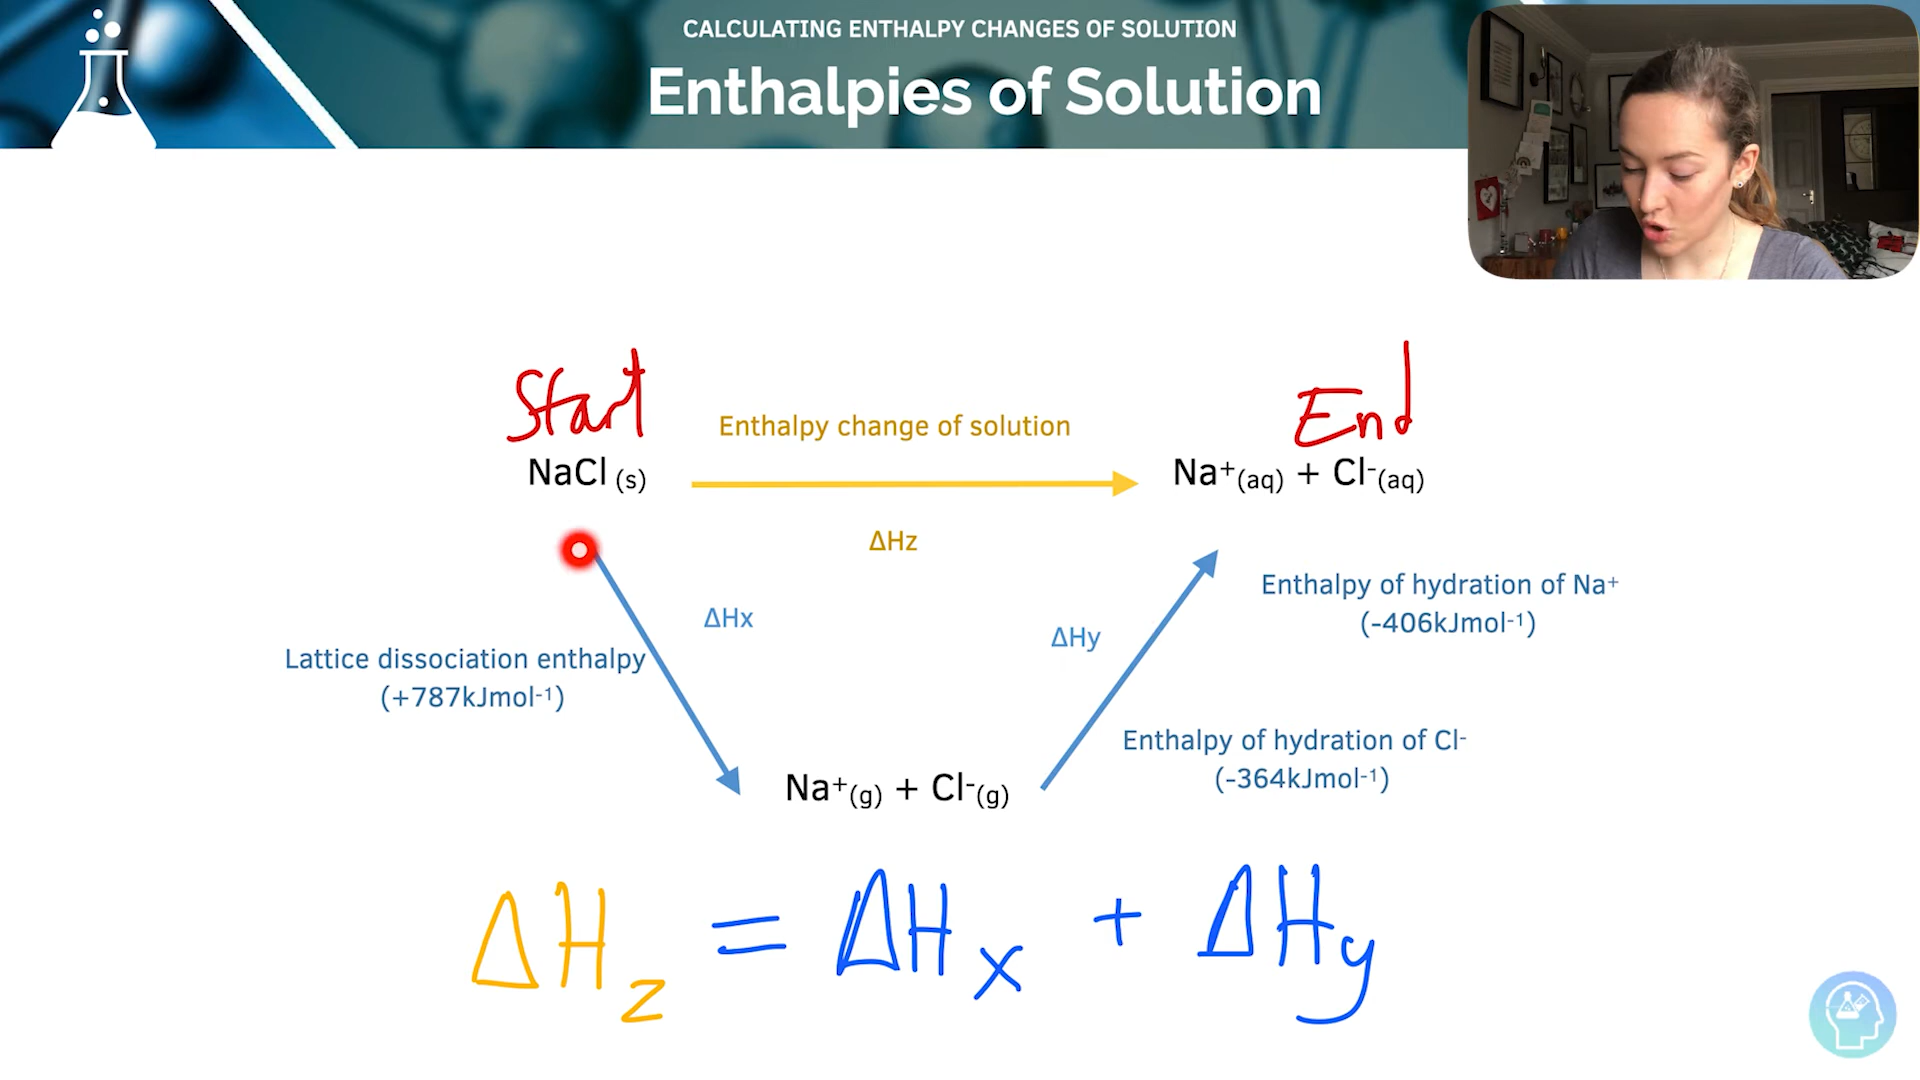 CALCULATING ENTHALPY CHANGES OF SOLUTION
Enthalpies of Solution
Start
End
Enthalpy change of solution
NaCl (s)
Na⁺(aq) + Cl⁻(aq)
ΔHz
Enthalpy of hydration of Na⁺
(-406kJmol⁻¹)
ΔHx
ΔHy
Lattice dissociation enthalpy
(+787kJmol⁻¹)
Enthalpy of hydration of Cl⁻
(-364kJmol⁻¹)
Na⁺(g) + Cl⁻(g)
ΔHz = ΔHx + ΔHy